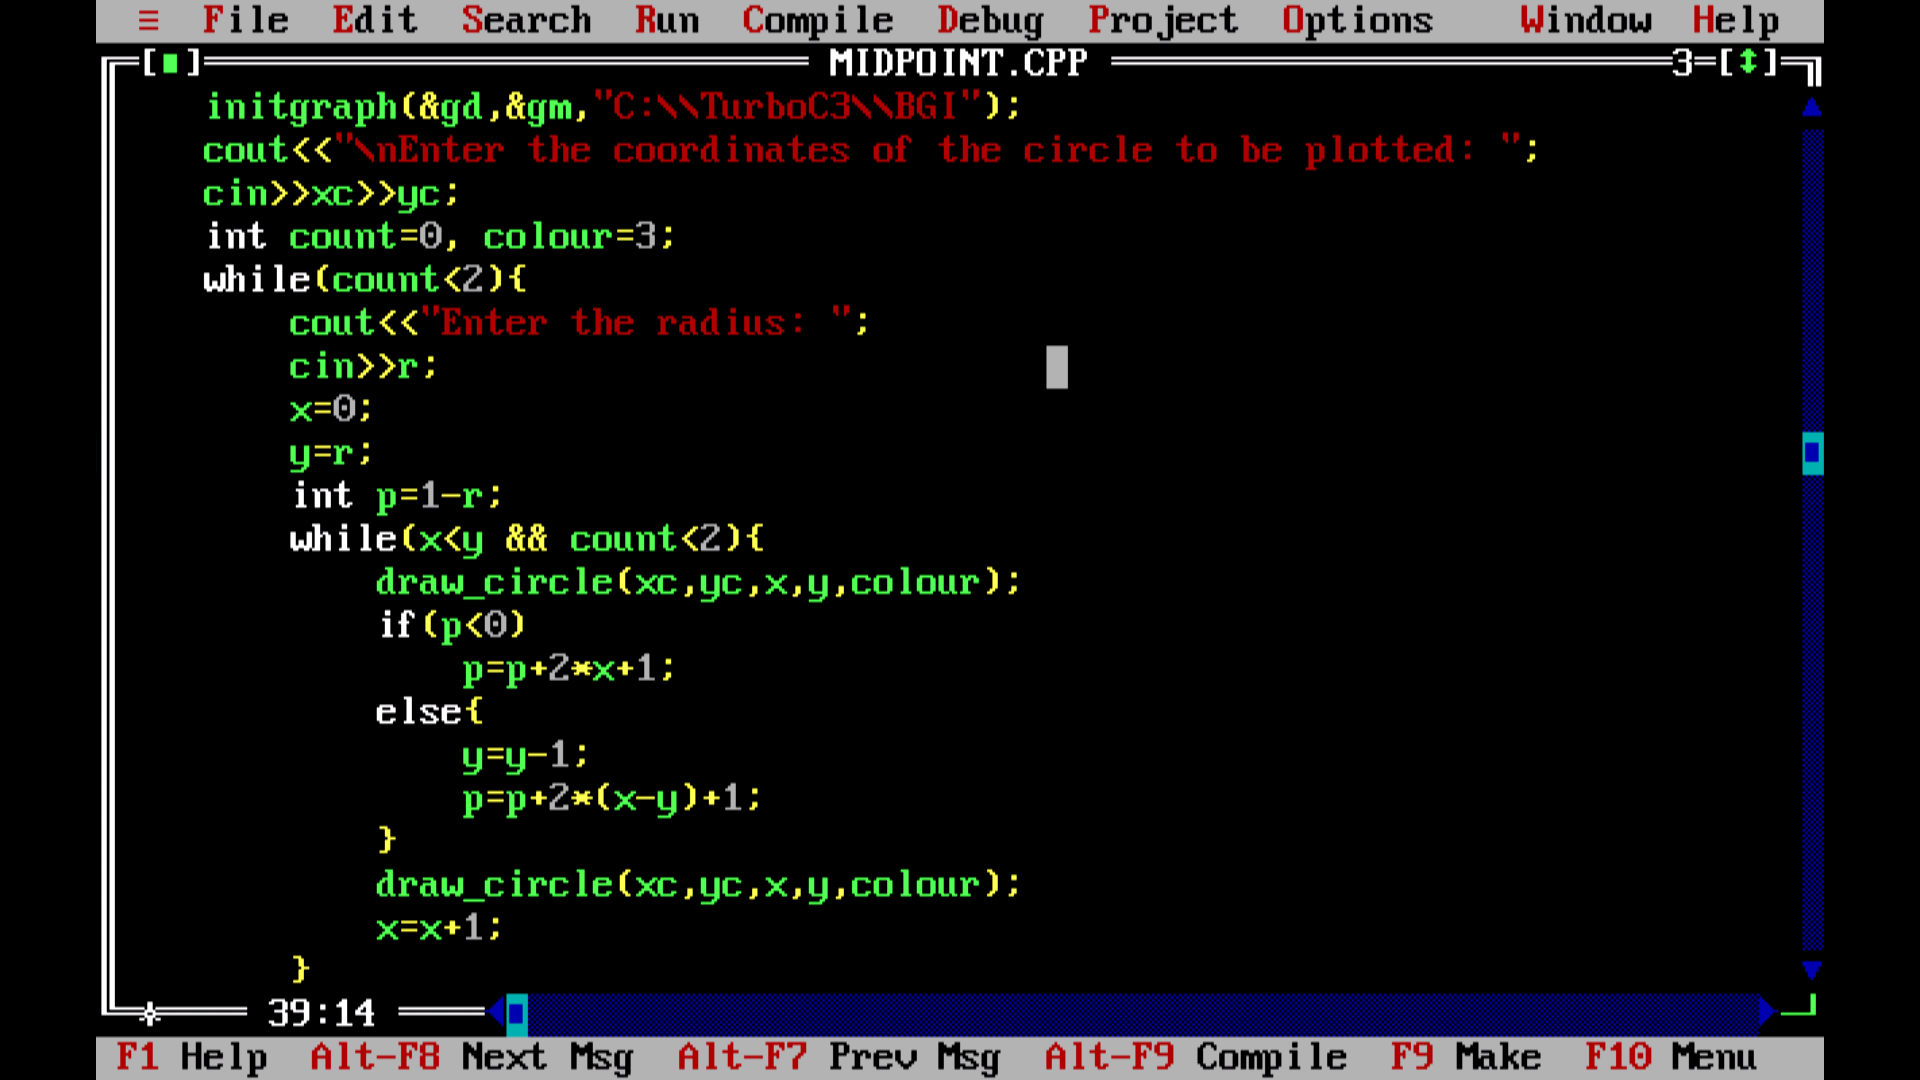 ≡ File Edit Search Run Compile Debug Project Options Window Help
[■] MIDPOINT.CPP 3=[↕]
initgraph(&gd,&gm,"C:\\TurboC3\\BGI");
cout<<"\nEnter the coordinates of the circle to be plotted: ";
cin>>xc>>yc;
int count=0, colour=3;
while(count<2){
cout<<"Enter the radius: ";
cin>>r;
x=0;
y=r;
int p=1-r;
while(x<y && count<2){
draw_circle(xc,yc,x,y,colour);
if(p<0)
p=p+2*x+1;
else{
y=y-1;
p=p+2*(x-y)+1;
}
draw_circle(xc,yc,x,y,colour);
x=x+1;
}
39:14
F1 Help Alt-F8 Next Msg Alt-F7 Prev Msg Alt-F9 Compile F9 Make F10 Menu